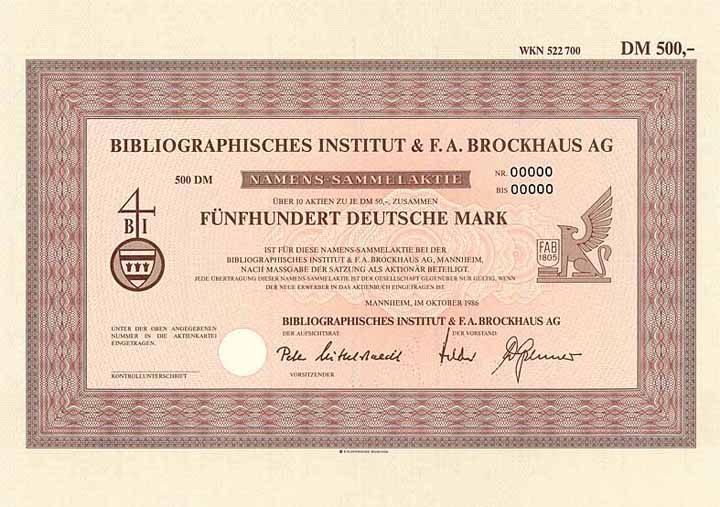 WKN 522 700 DM 500,-
BIBLIOGRAPHISCHES INSTITUT & F. A. BROCKHAUS AG
500 DM NAMENS-SAMMELAKTIE NR. 00000
BIS 00000
ÜBER 10 AKTIEN ZU JE DM 50,-, ZUSAMMEN
FÜNFHUNDERT DEUTSCHE MARK
B I
FAB
1805
IST FÜR DIESE NAMENS-SAMMELAKTIE BEI DER
BIBLIOGRAPHISCHES INSTITUT & F. A. BROCKHAUS AG, MANNHEIM,
NACH MASSGABE DER SATZUNG ALS AKTIONÄR BETEILIGT.
JEDE ÜBERTRAGUNG DIESER NAMENS-SAMMELAKTIE IST DER GESELLSCHAFT GEGENÜBER NUR GÜLTIG, WENN
DER NEUE ERWERBER IN DAS AKTIENBUCH EINGETRAGEN IST.
MANNHEIM, IM OKTOBER 1986
BIBLIOGRAPHISCHES INSTITUT & F. A. BROCKHAUS AG
DER AUFSICHTSRAT: DER VORSTAND:
UNTER DER OBEN ANGEGEBENEN
NUMMER IN DIE AKTIENKARTEI
EINGETRAGEN.
KONTROLLUNTERSCHRIFT
VORSITZENDER